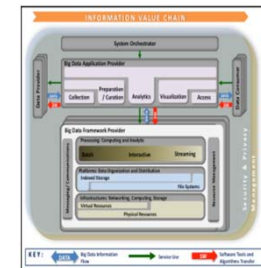 INFORMATION VALUE CHAIN
System Orchestrator
Big Data Application Provider
Collection
Preparation
/ Curation
Analytics
Visualization
Access
Data Provider
Data Consumer
Big Data Framework Provider
Processing: Computing and Analytic
Batch
Interactive
Streaming
Platforms: Data Organization and Distribution
Indexed Storage
File Systems
Infrastructures: Networking, Computing, Storage
Virtual Resources
Physical Resources
Messaging/ Communications
Resource Management
Security & Privacy
Management
KEY:
DATA
Big Data Information
Flow
Service Use
SW
Software Tools and
Algorithms Transfer